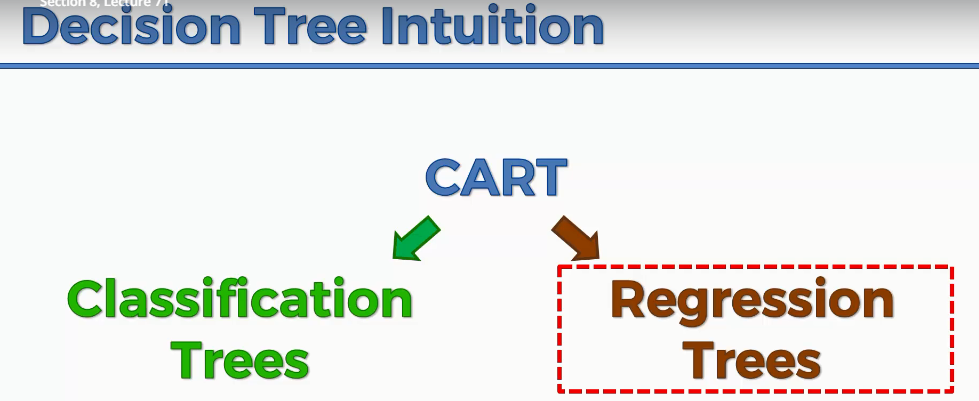 Section 8, Lecture 71
Decision Tree Intuition
CART
Classification
Trees
Regression
Trees